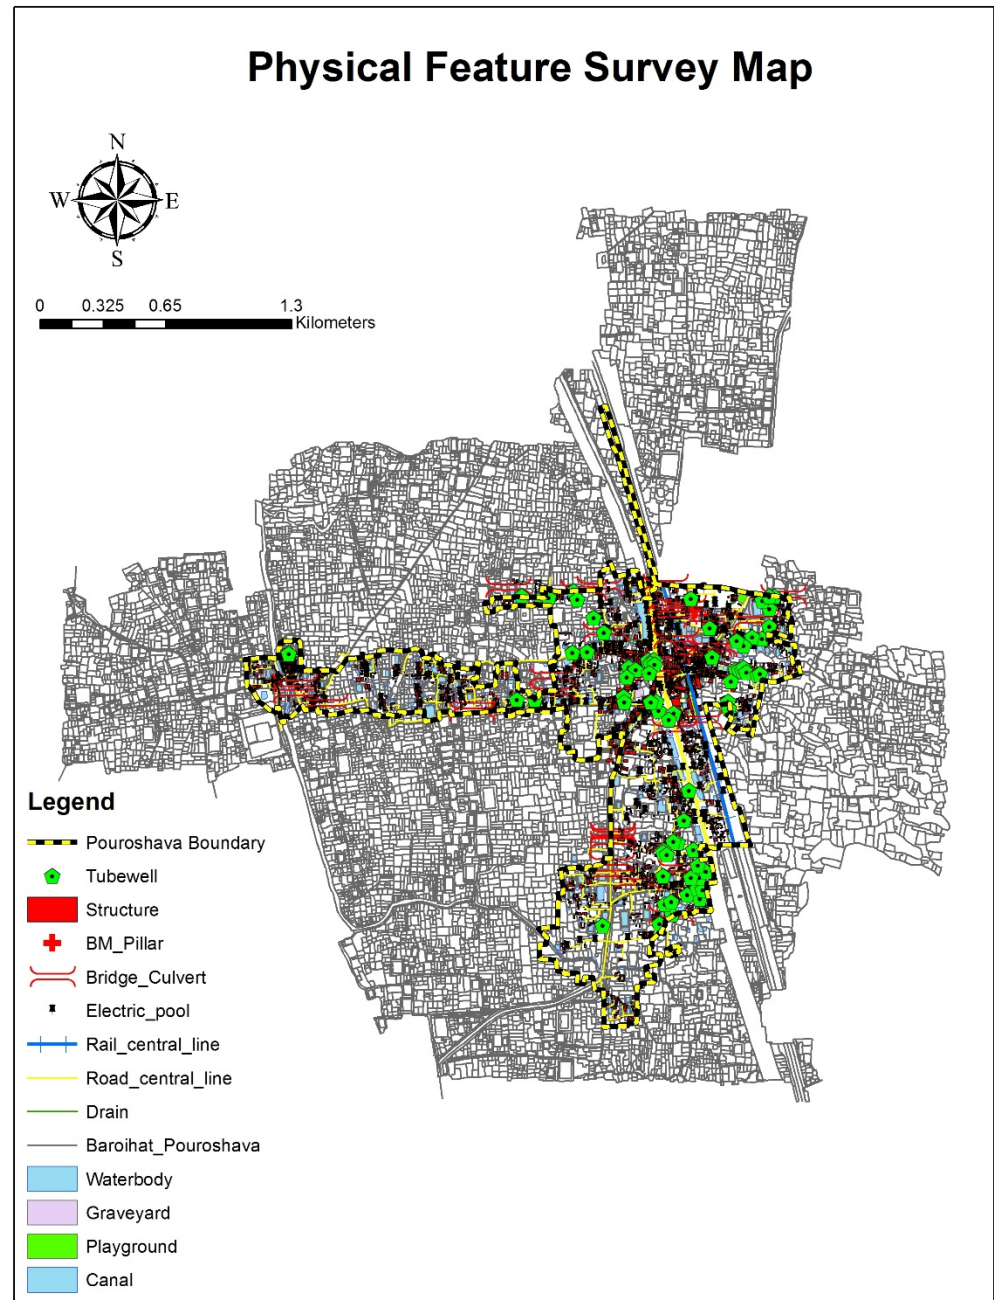 Physical Feature Survey Map
N
W E
S
0 0.325 0.65 1.3
Kilometers
Legend
Pouroshava Boundary
Tubewell
Structure
BM_Pillar
Bridge_Culvert
Electric_pool
Rail_central_line
Road_central_line
Drain
Baroihat_Pouroshava
Waterbody
Graveyard
Playground
Canal